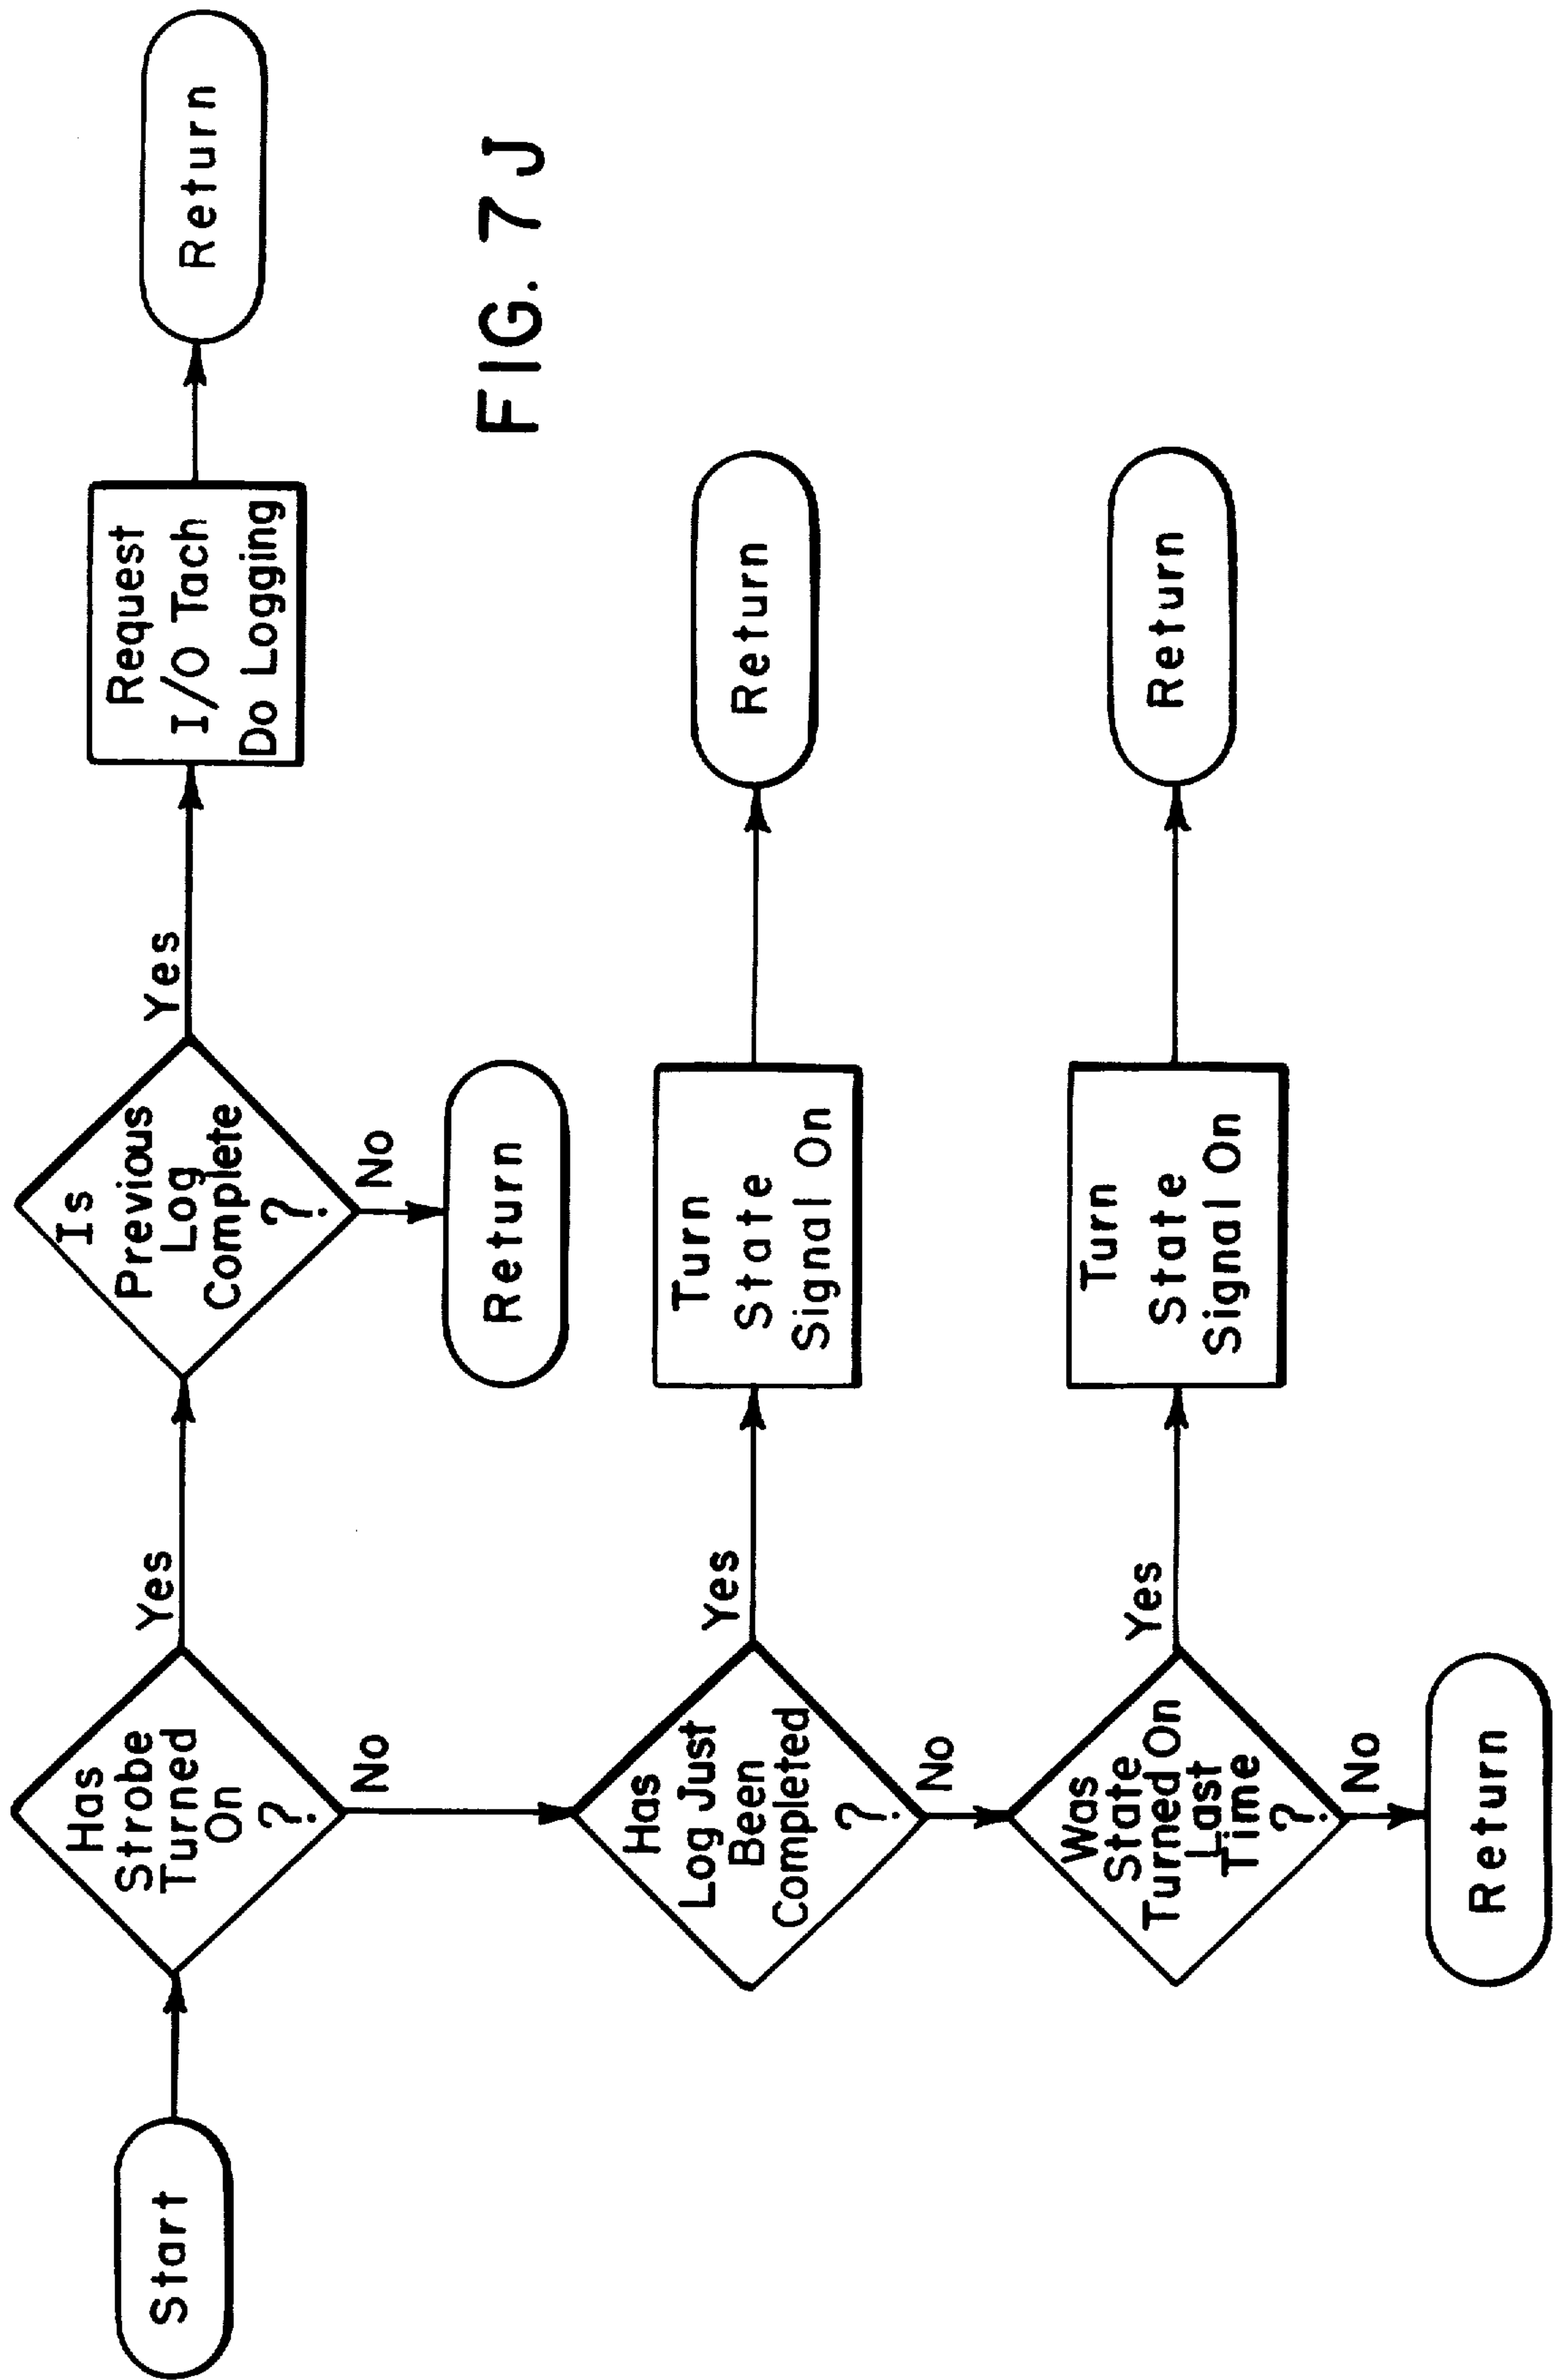 Start
Has
Strobe
Turned
On
?
Yes
Is
Previous
Log
Complete
?
Yes
Request
I/O Tach
Do Logging
Return
No
Return
FIG. 7J
No
Has
Log Just
Been
Completed
?
Yes
Turn
State
Signal On
Return
No
Was
State
Turned On
Last
Time
?
Yes
Turn
State
Signal On
Return
No
Return